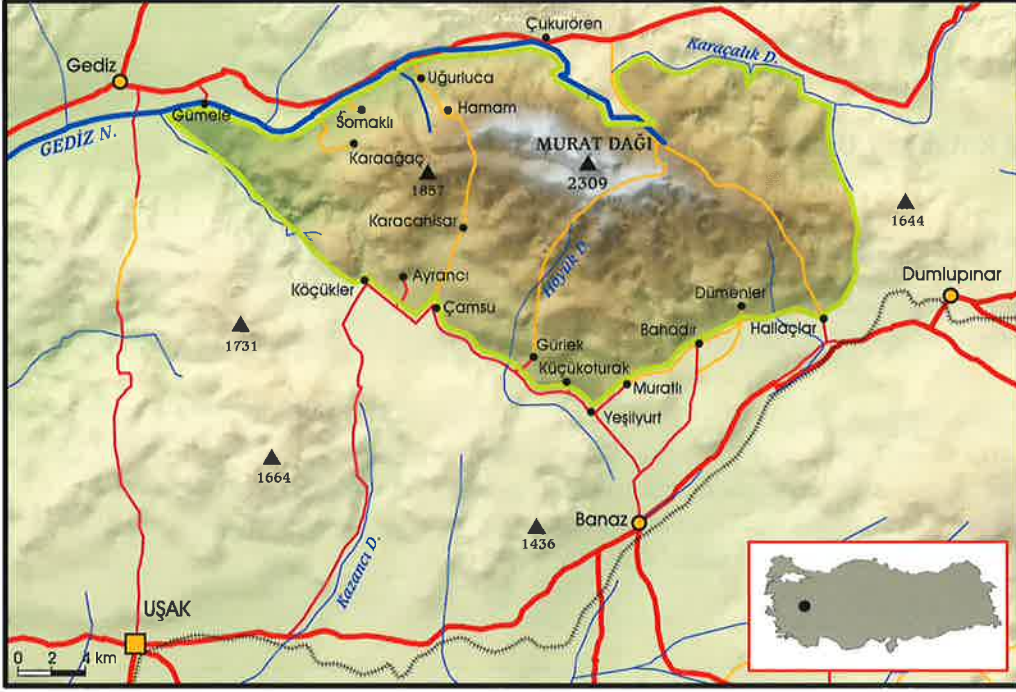 Çukurören
Karaçalık D.
Gediz
Uğurluca
Hamam
Gümele
Şomaklı
GEDİZ N.
MURAT DAĞI
2309
Karaağaç
1857
1644
Karacahisar
Höyük D.
Dumlupınar
Köçükler
Ayrancı
Çamsu
Dümenler
Hallaçlar
1731
Bahadır
Gürlek
Küçükoturak
Muratlı
Yeşilyurt
1664
Banaz
1436
Kazancı D.
UŞAK
0 2 4 km